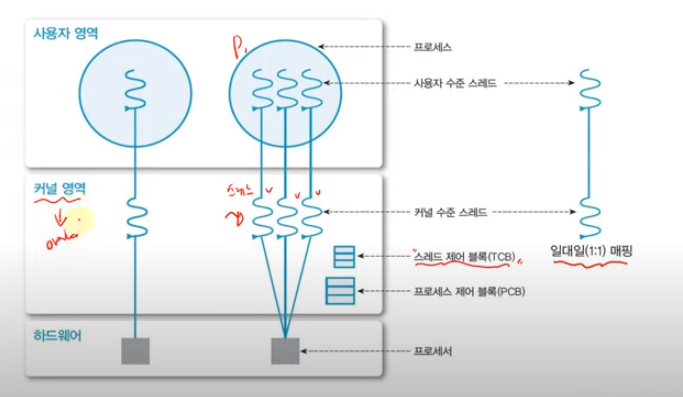 사용자 영역
P₁
프로세스
사용자 수준 스레드
커널 영역
스레드
커널 수준 스레드
"스레드 제어 블록(TCB)"
일대일(1:1) 매핑
프로세스 제어 블록(PCB)
하드웨어
프로세서